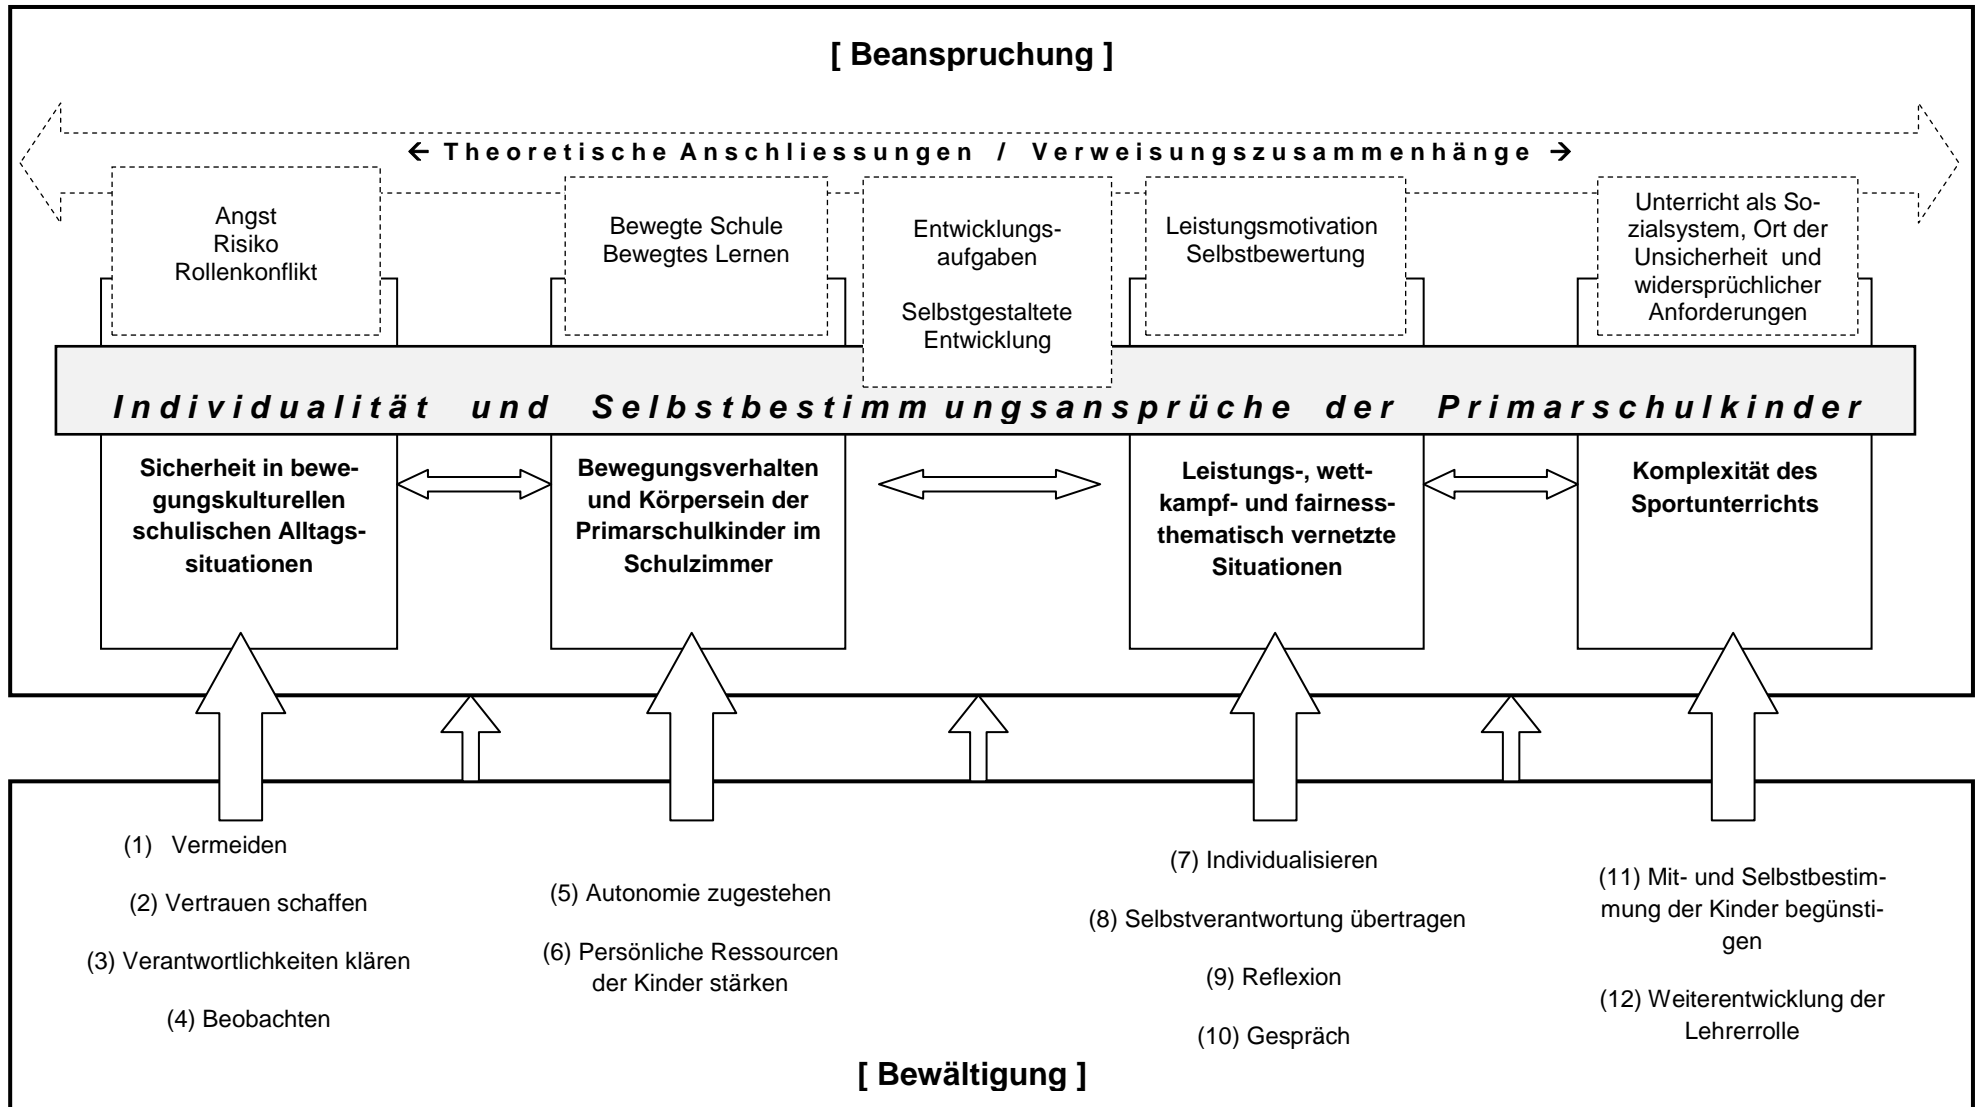 [ Beanspruchung ]
← Theoretische Anschliessungen / Verweisungszusammenhänge →
Angst
Risiko
Rollenkonflikt
Bewegte Schule
Bewegtes Lernen
Entwicklungs-
aufgaben
Selbstgestaltete
Entwicklung
Leistungsmotivation
Selbstbewertung
Unterricht als So-
zialsystem, Ort der
Unsicherheit und
widersprüchlicher
Anforderungen
Individualität und Selbstbestimmungsansprüche der Primarschulkinder
Sicherheit in bewe-
gungskulturellen
schulischen Alltags-
situationen
Bewegungsverhalten
und Körpersein der
Primarschulkinder im
Schulzimmer
Leistungs-, wett-
kampf- und fairness-
thematisch vernetzte
Situationen
Komplexität des
Sportunterrichts
(1) Vermeiden
(2) Vertrauen schaffen
(3) Verantwortlichkeiten klären
(4) Beobachten
(5) Autonomie zugestehen
(6) Persönliche Ressourcen
der Kinder stärken
(7) Individualisieren
(8) Selbstverantwortung übertragen
(9) Reflexion
(10) Gespräch
(11) Mit- und Selbstbestim-
mung der Kinder begünsti-
gen
(12) Weiterentwicklung der
Lehrerrolle
[ Bewältigung ]